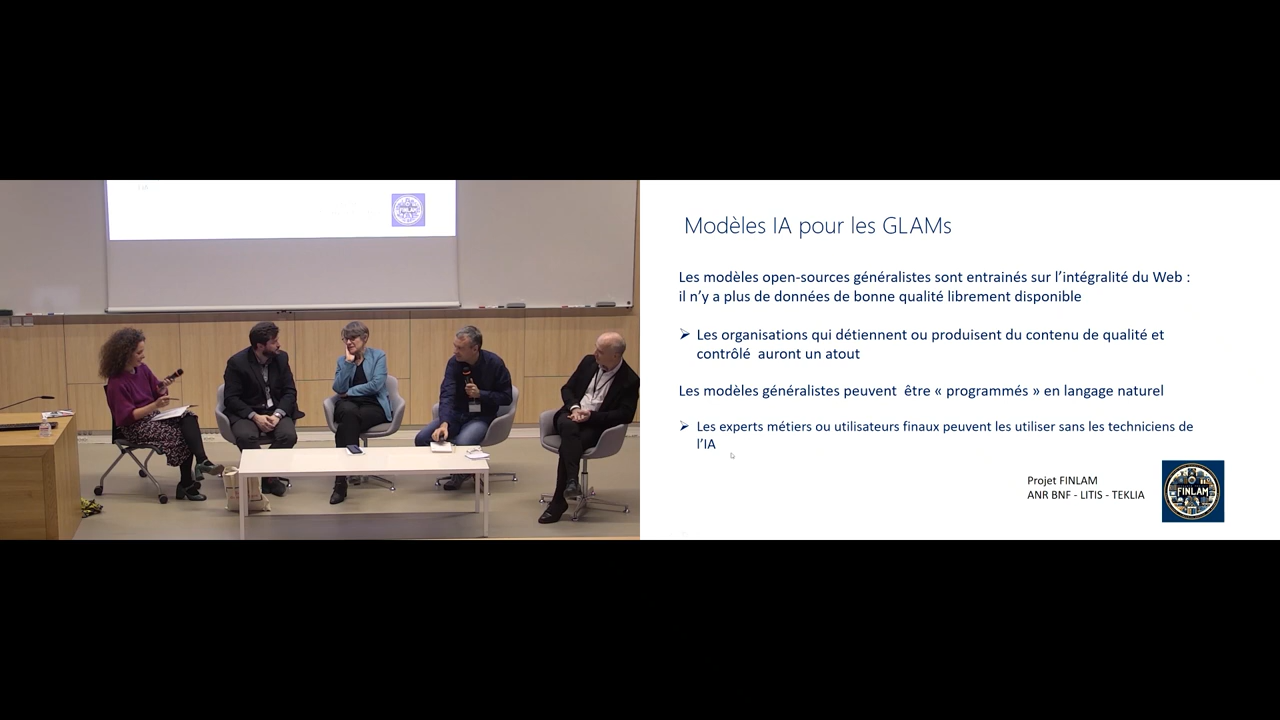 Modèles IA pour les GLAMs
Les modèles open-sources généralistes sont entrainés sur l’intégralité du Web :
il n’y a plus de données de bonne qualité librement disponible
➢ Les organisations qui détiennent ou produisent du contenu de qualité et
contrôlé auront un atout
Les modèles généralistes peuvent être « programmés » en langage naturel
➢ Les experts métiers ou utilisateurs finaux peuvent les utiliser sans les techniciens de
l’IA
Projet FINLAM
ANR BNF - LITIS - TEKLIA
FINLAM